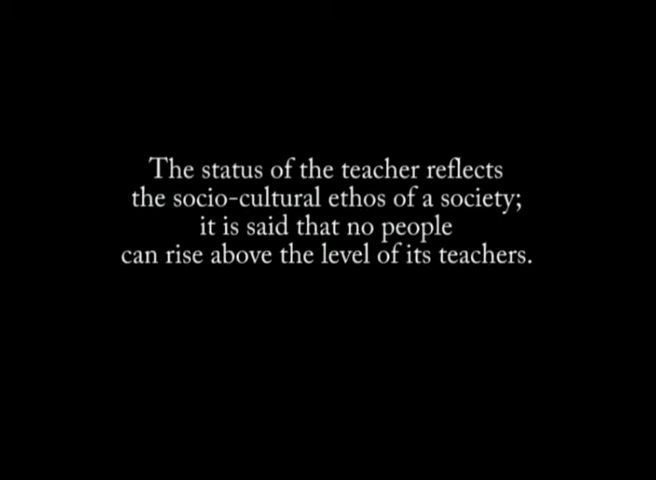 The status of the teacher reflects
the socio-cultural ethos of a society;
it is said that no people
can rise above the level of its teachers.